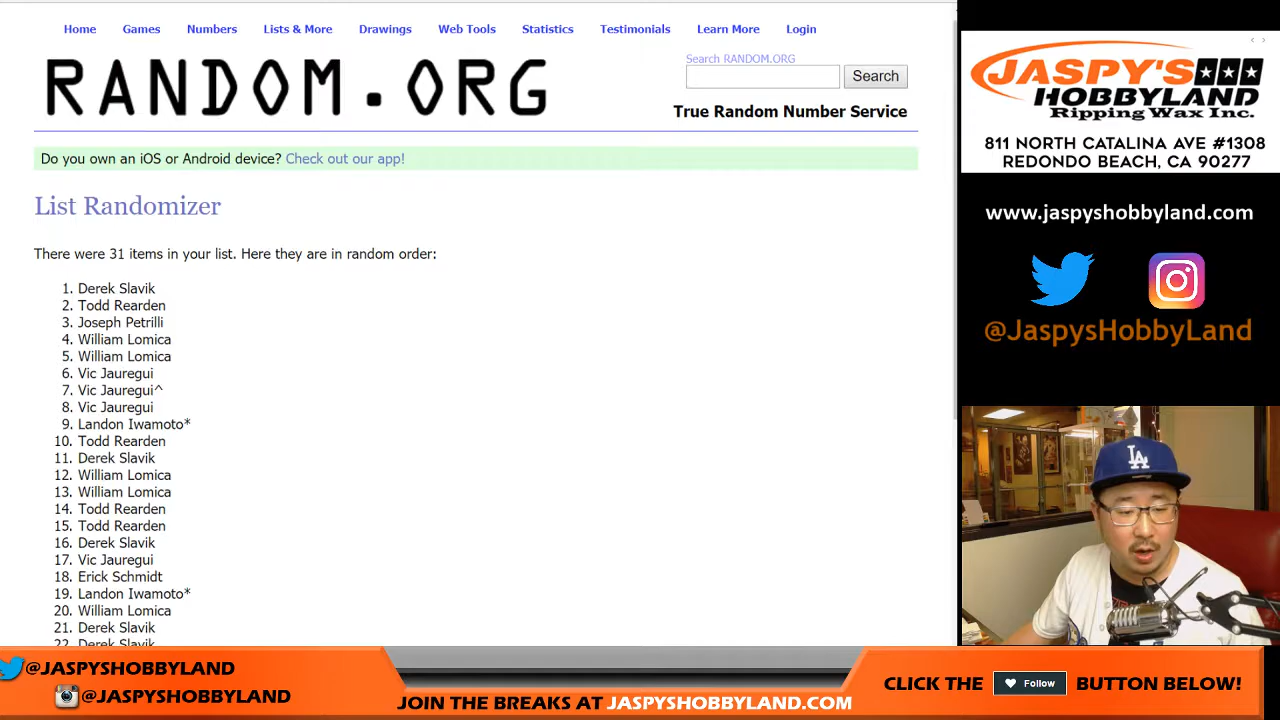 Home Games Numbers Lists & More Drawings Web Tools Statistics Testimonials Learn More Login
RANDOM.ORG
Search RANDOM.ORG
Search
True Random Number Service
Do you own an iOS or Android device? Check out our app!
List Randomizer
There were 31 items in your list. Here they are in random order:
1. Derek Slavik
2. Todd Rearden
3. Joseph Petrilli
4. William Lomica
5. William Lomica
6. Vic Jauregui
7. Vic Jauregui^
8. Vic Jauregui
9. Landon Iwamoto*
10. Todd Rearden
11. Derek Slavik
12. William Lomica
13. William Lomica
14. Todd Rearden
15. Todd Rearden
16. Derek Slavik
17. Vic Jauregui
18. Erick Schmidt
19. Landon Iwamoto*
20. William Lomica
21. Derek Slavik
22. Derek Slavik
JASPY'S
HOBBYLAND
Ripping Wax Inc.
811 NORTH CATALINA AVE #1308
REDONDO BEACH, CA 90277
www.jaspyshobbyland.com
@JaspysHobbyLand
LA
@JASPYSHOBBYLAND
@JASPYSHOBBYLAND
JOIN THE BREAKS AT JASPYSHOBBYLAND.COM
CLICK THE Follow BUTTON BELOW!